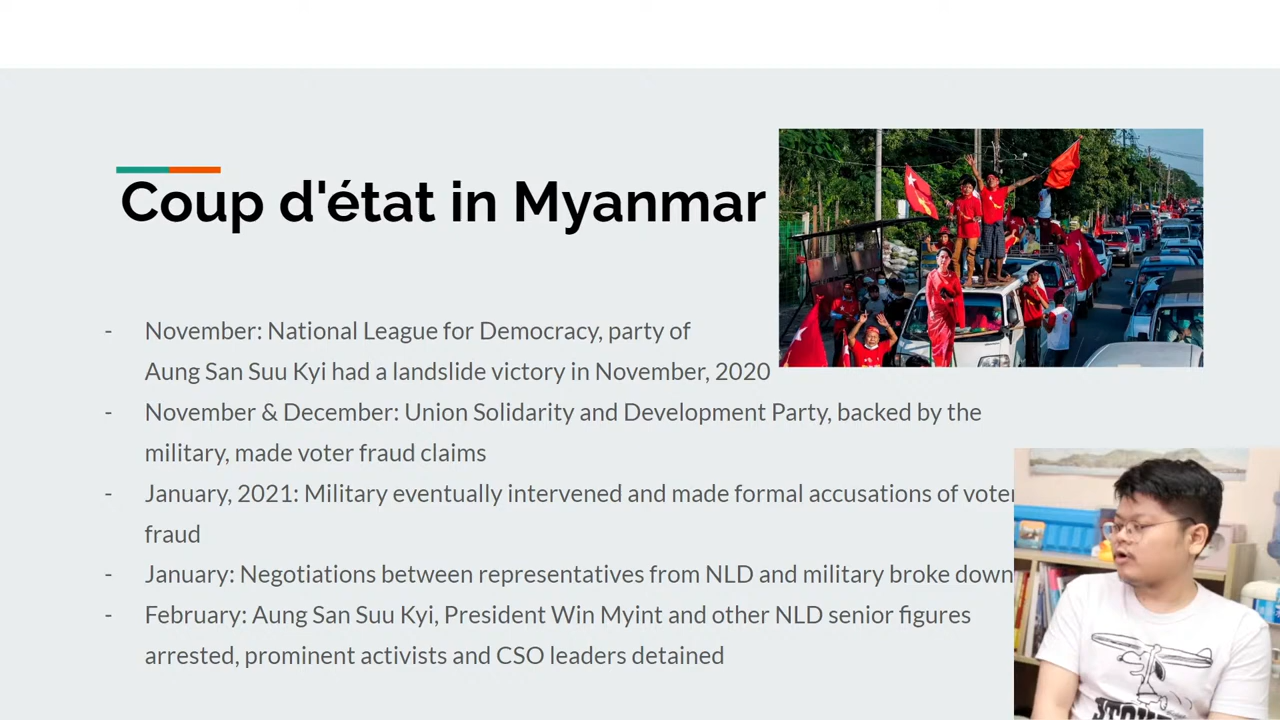 Coup d'état in Myanmar
- November: National League for Democracy, party of
Aung San Suu Kyi had a landslide victory in November, 2020
- November & December: Union Solidarity and Development Party, backed by the
military, made voter fraud claims
- January, 2021: Military eventually intervened and made formal accusations of voter
fraud
- January: Negotiations between representatives from NLD and military broke down
- February: Aung San Suu Kyi, President Win Myint and other NLD senior figures
arrested, prominent activists and CSO leaders detained